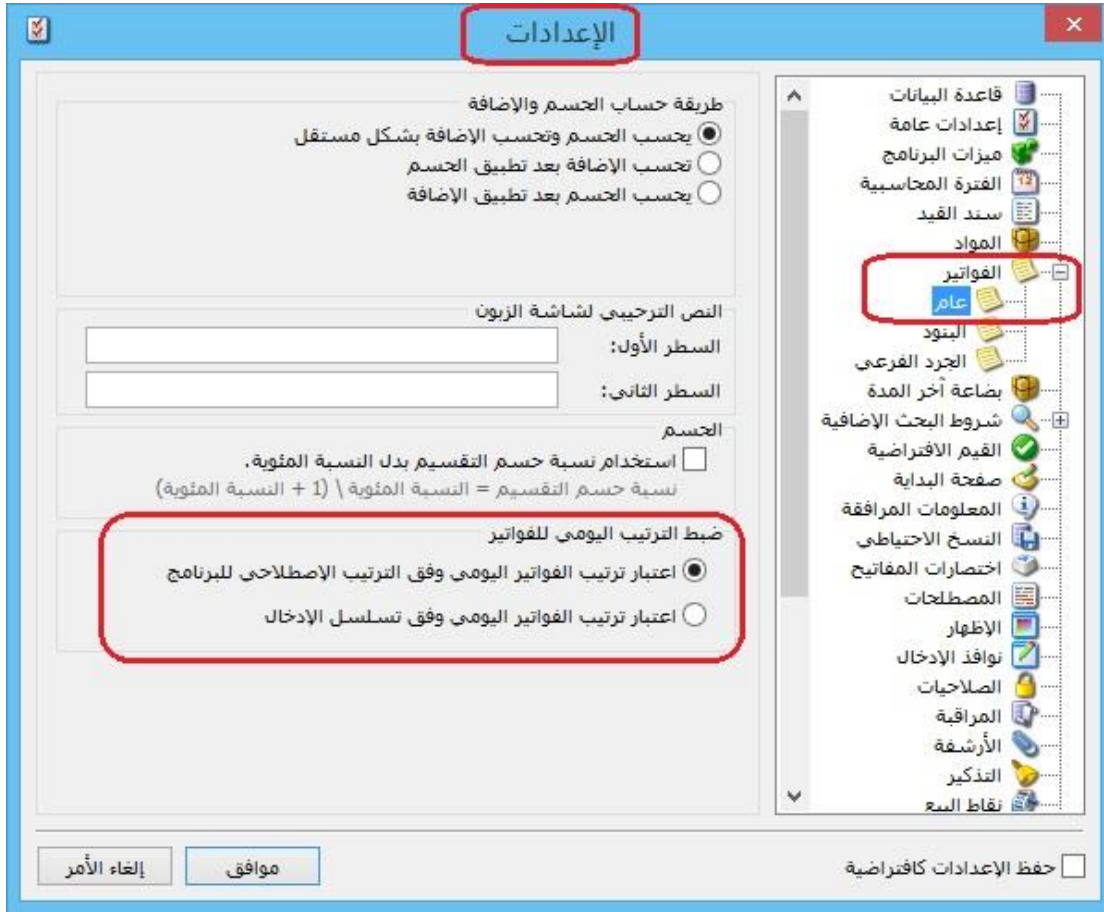 الإعدادات
قاعدة البيانات
إعدادات عامة
ميزات البرنامج
12
الفترة المحاسبية
سند القيد
المواد
الفواتير
عام
البنود
الجرد الفرعي
بضاعة آخر المدة
شروط البحث الإضافية
القيم الافتراضية
صفحة البداية
المعلومات المرافقة
النسخ الاحتياطي
اختصارات المفاتيح
المصطلحات
الإظهار
نوافذ الإدخال
الصلاحيات
المراقبة
الأرشفة
التذكير
نقاط البيع
طريقة حساب الحسم والإضافة
يحسب الحسم وتحسب الإضافة بشكل مستقل
تحسب الإضافة بعد تطبيق الحسم
يحسب الحسم بعد تطبيق الإضافة
النص الترحيبي لشاشة الزبون
السطر الأول:
السطر الثاني:
الحسم
استخدام نسبة حسم التقسيم بدل النسبة المئوية.
نسبة حسم التقسيم = النسبة المئوية \ (1 + النسبة المئوية)
ضبط الترتيب اليومي للفواتير
اعتبار ترتيب الفواتير اليومي وفق الترتيب الإصطلاحي للبرنامج
اعتبار ترتيب الفواتير اليومي وفق تسلسل الإدخال
حفظ الإعدادات كافتراضية
موافق
إلغاء الأمر